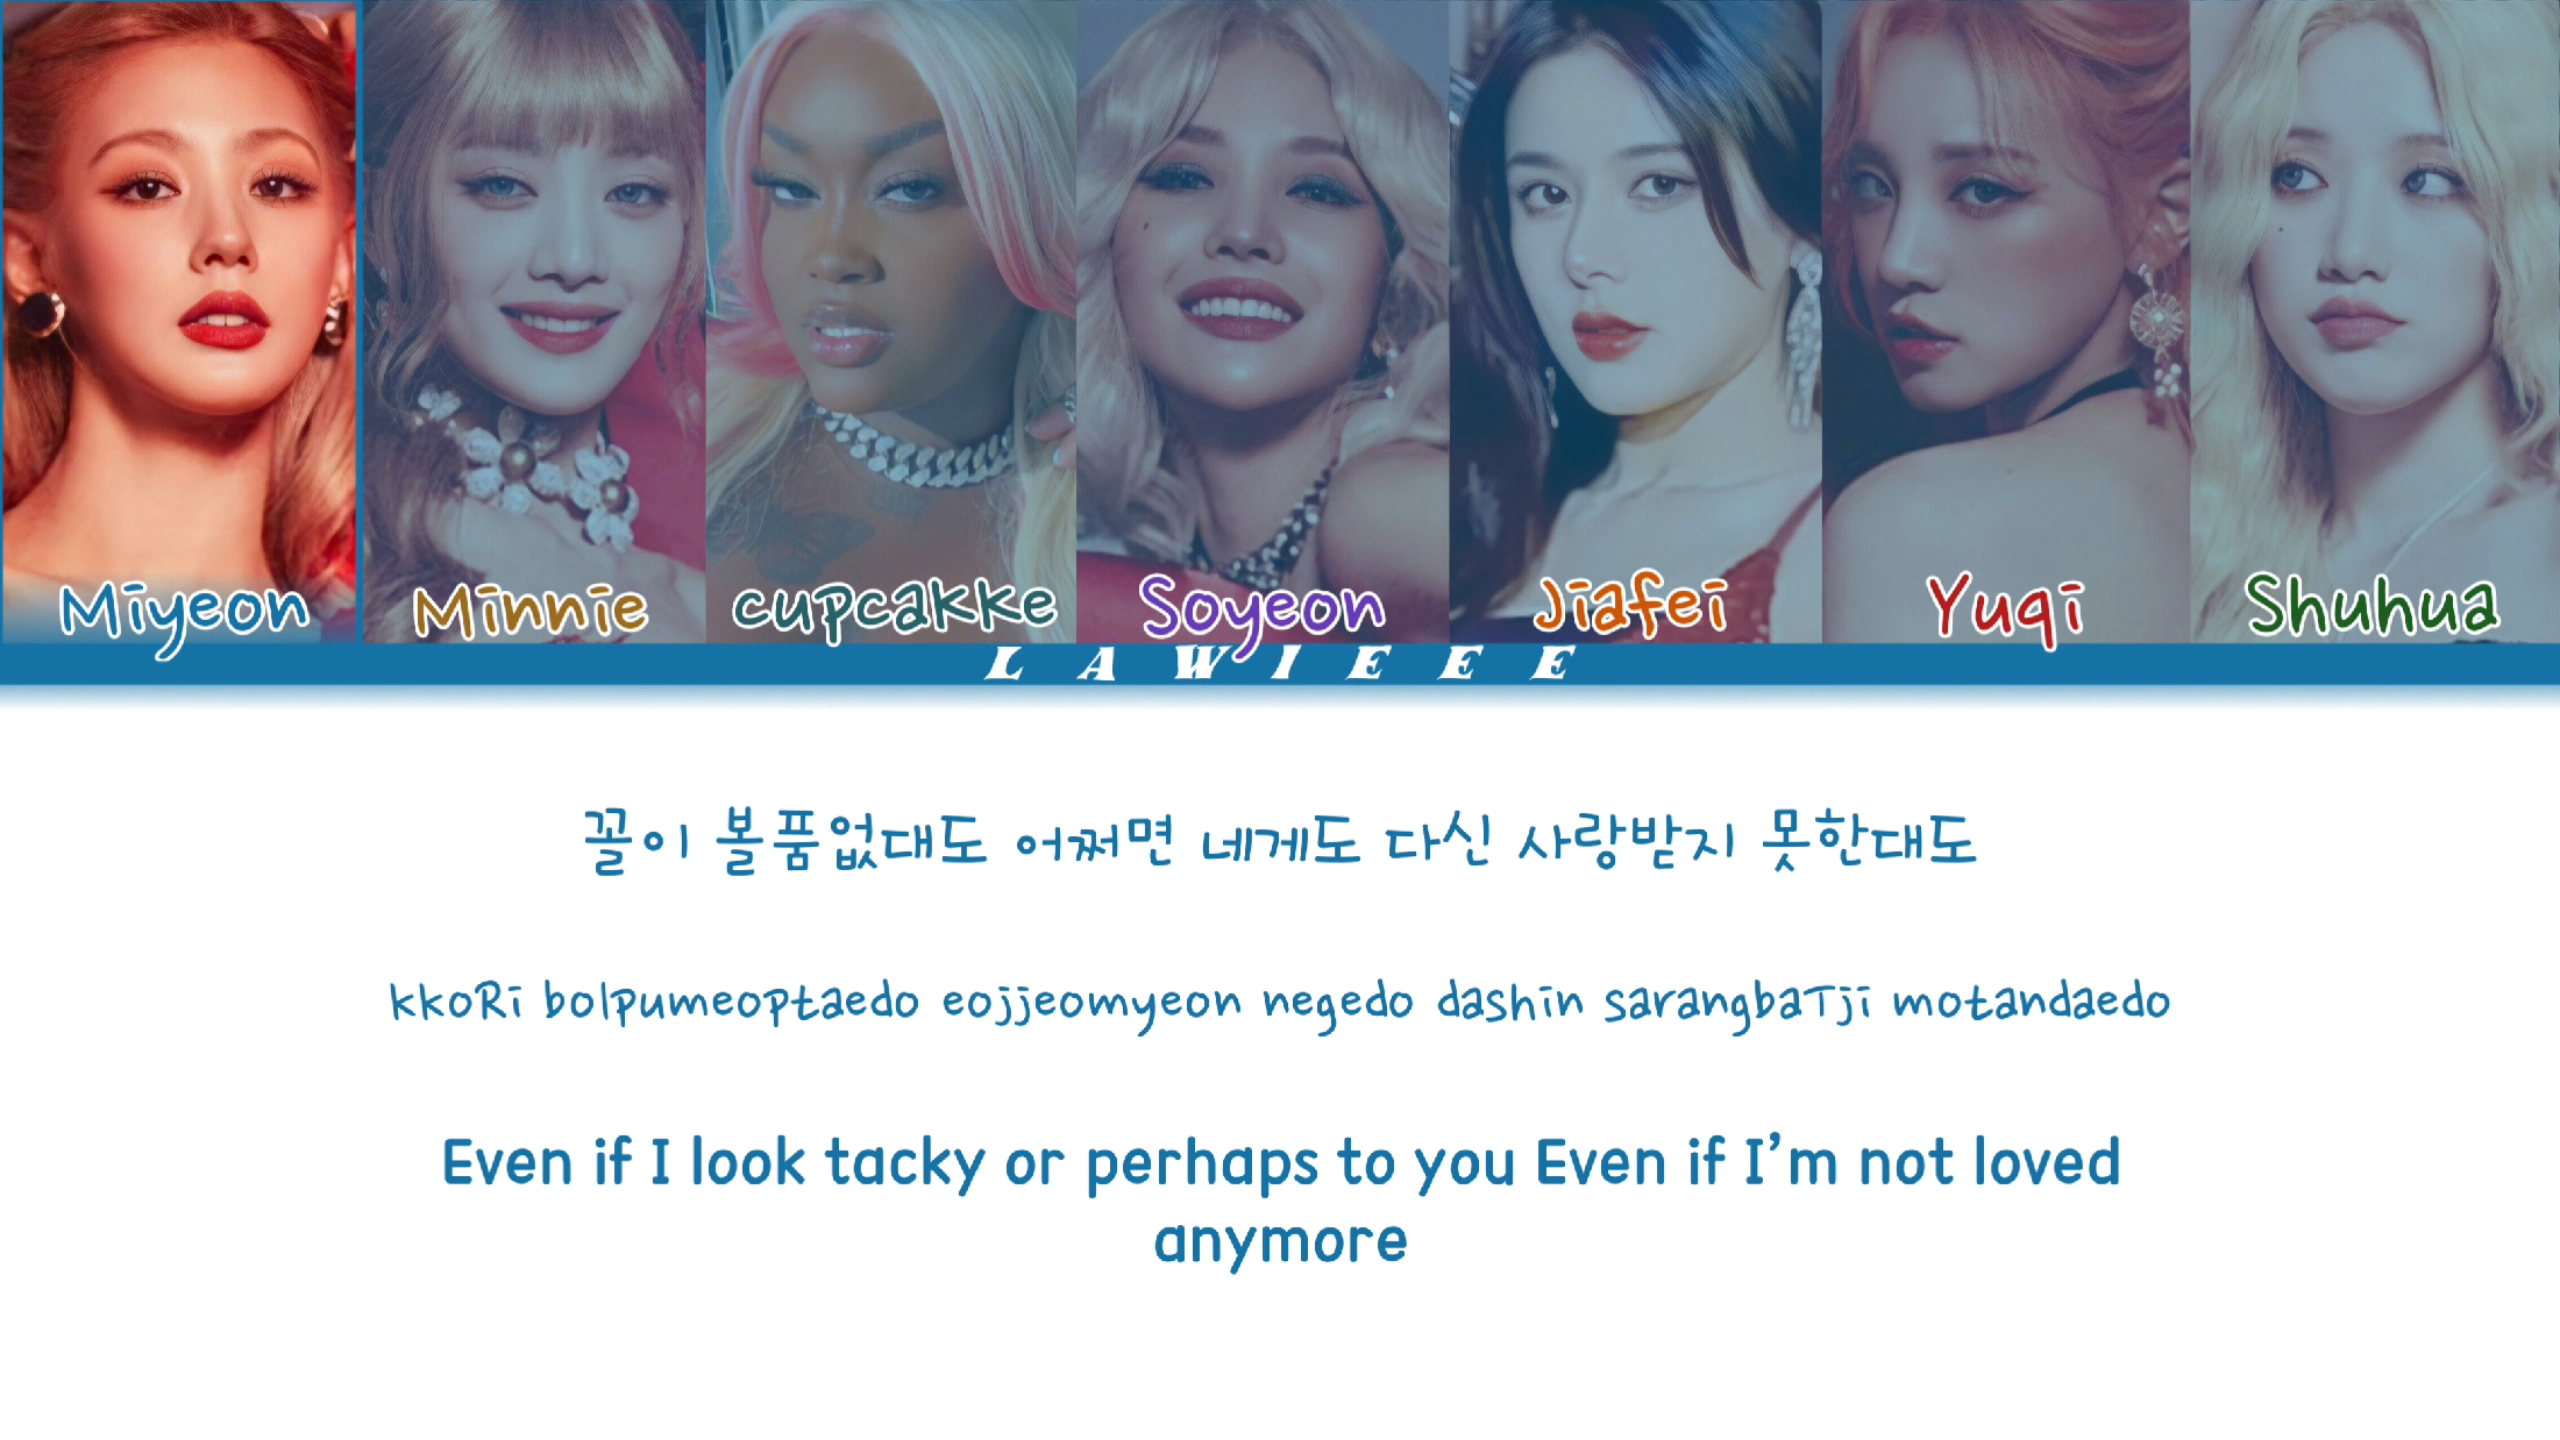 Miyeon Minnie cupcakke Soyeon Jiafei Yuqi Shuhua
LAWIEEE
꼴이 볼품없대도 어쩌면 네게도 다신 사랑받지 못한대도
kkoRi bolpumeoptaedo eojjeomyeon negedo dashin sarangbaTji motandaedo
Even if I look tacky or perhaps to you Even if I’m not loved
anymore